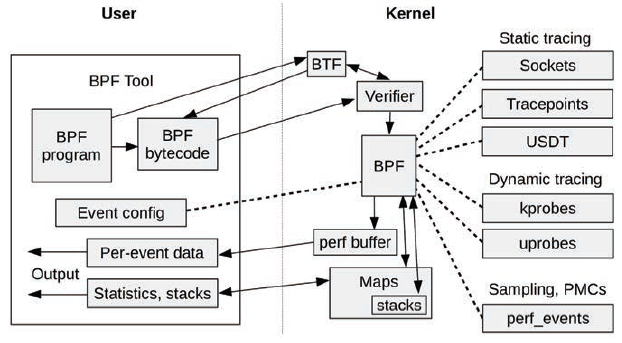 User
Kernel
BPF Tool
BPF
program
BPF
bytecode
Event config
Per-event data
Output
Statistics, stacks
BTF
Verifier
BPF
perf buffer
Maps
stacks
Static tracing
Sockets
Tracepoints
USDT
Dynamic tracing
kprobes
uprobes
Sampling, PMCs
perf_events